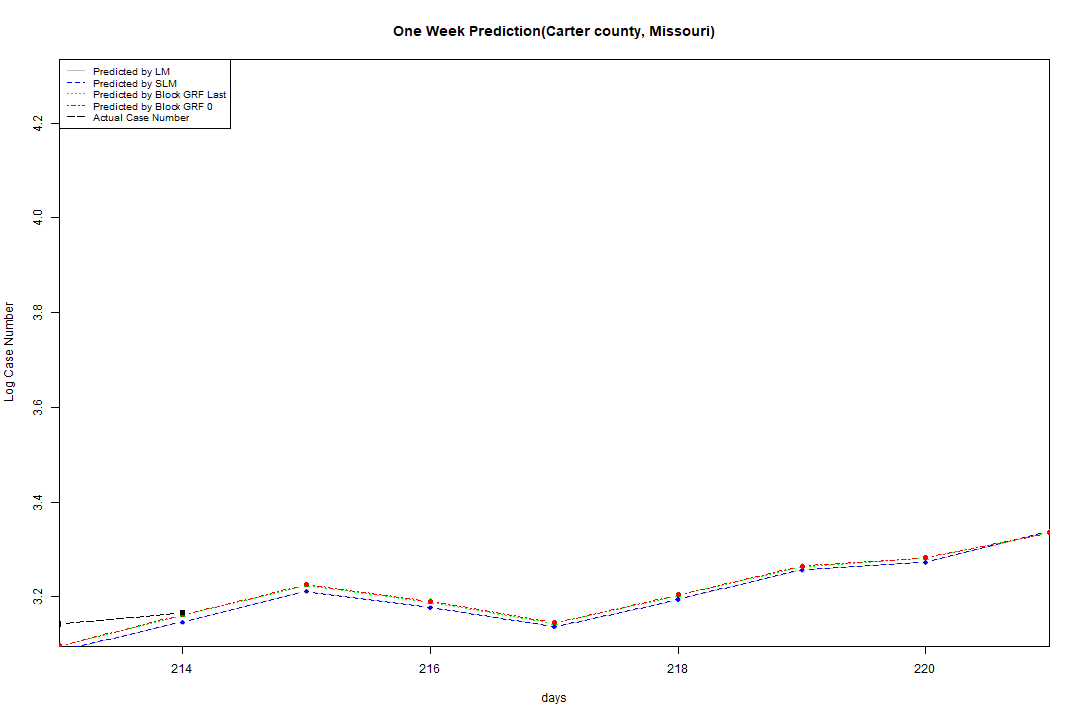 One Week Prediction(Carter county, Missouri)
Predicted by LM
Predicted by SLM
Predicted by Block GRF Last
Predicted by Block GRF 0
Actual Case Number
4.2
4.0
3.8
3.6
3.4
3.2
Log Case Number
214 216 218 220
days